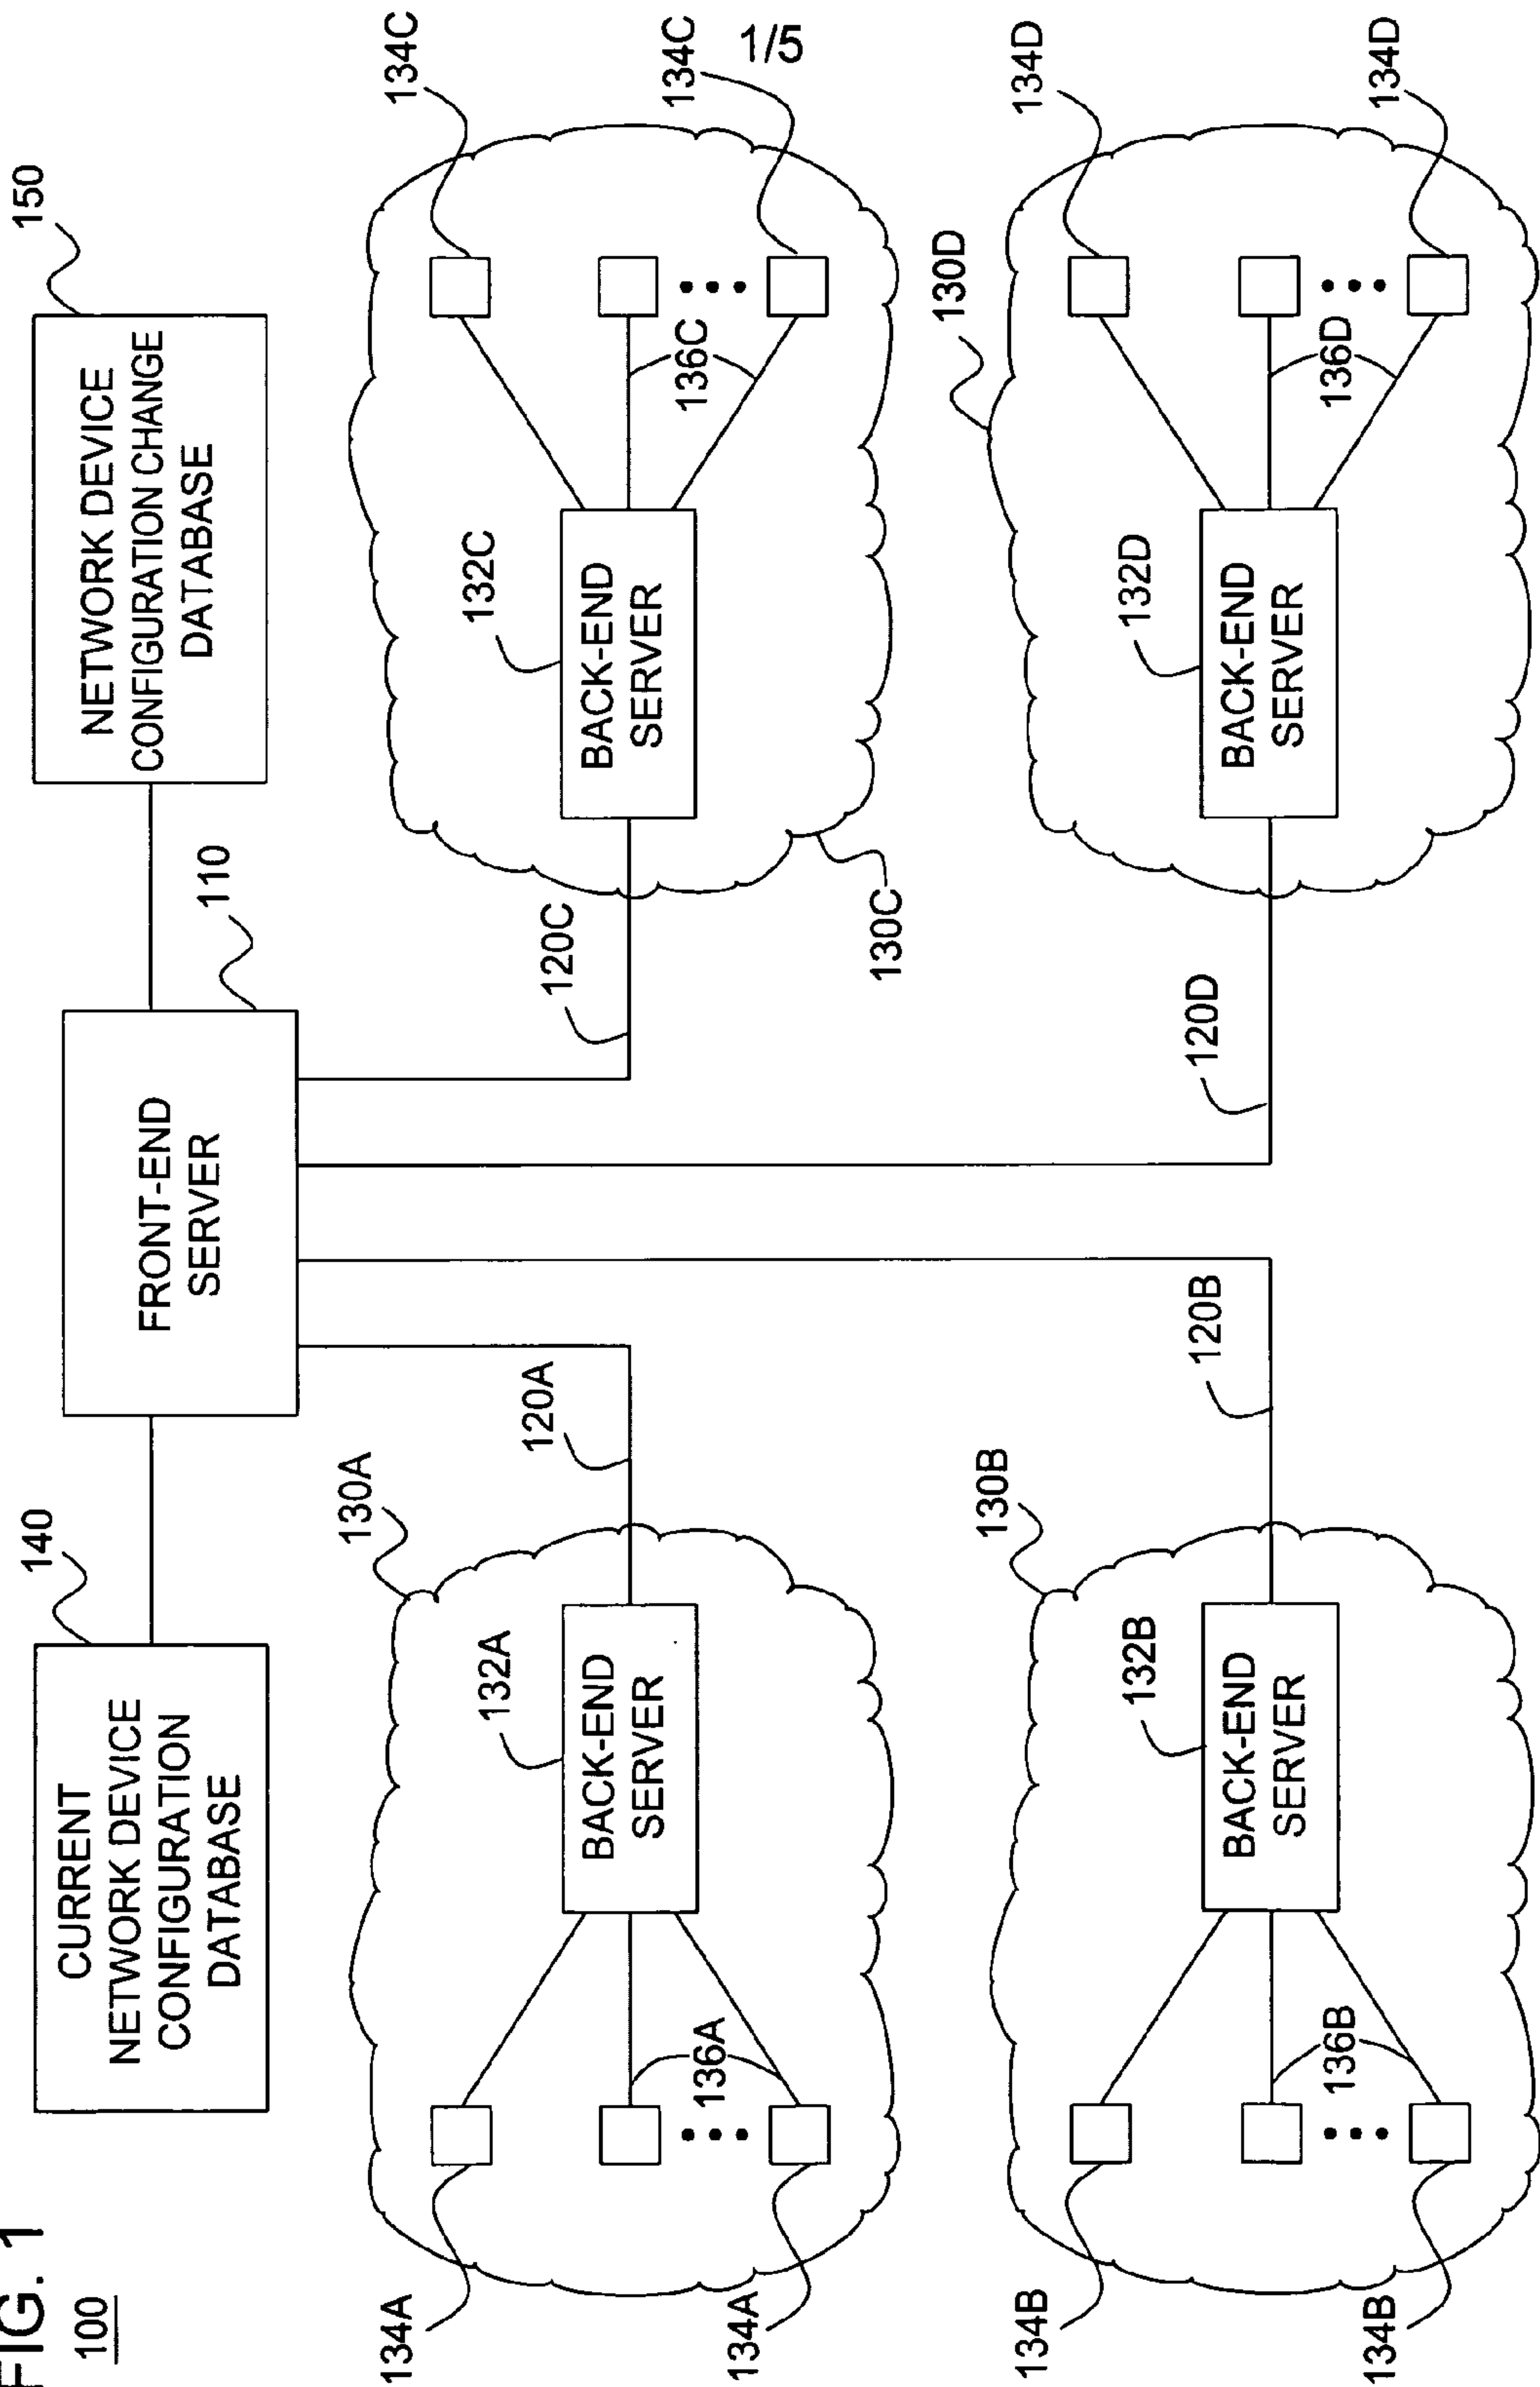 1/5
FIG. 1
100
CURRENT
NETWORK DEVICE
CONFIGURATION
DATABASE
140
FRONT-END
SERVER
110
NETWORK DEVICE
CONFIGURATION CHANGE
DATABASE
150
134A
134A
136A
BACK-END
SERVER
132A
130A
120A
120C
130C
BACK-END
SERVER
132C
136C
134C
134C
134B
134B
136B
BACK-END
SERVER
132B
130B
120B
120D
BACK-END
SERVER
132D
130D
136D
134D
134D